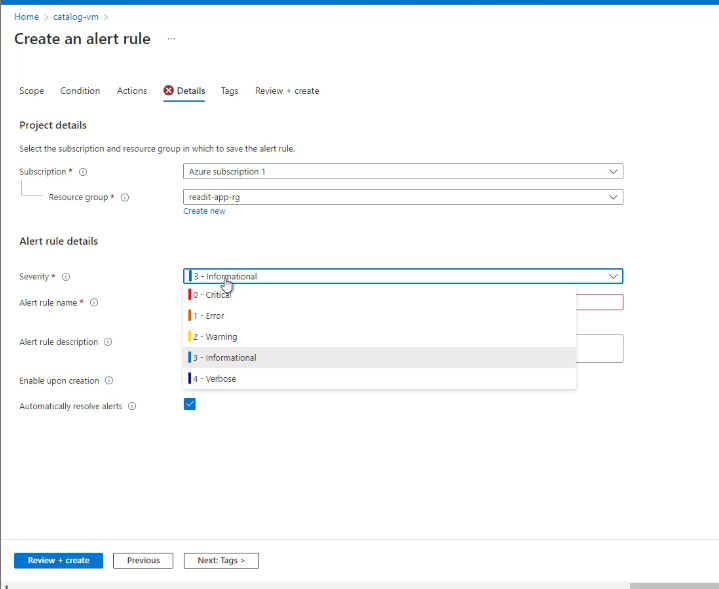 Home > catalog-vm >
Create an alert rule ...
Scope Condition Actions Details Tags Review + create
Project details
Select the subscription and resource group in which to save the alert rule.
Subscription * Azure subscription 1
Resource group * readit-app-rg
Create new
Alert rule details
Severity * 3 - Informational
0 - Critical
Alert rule name *
1 - Error
2 - Warning
Alert rule description
3 - Informational
Enable upon creation 4 - Verbose
Automatically resolve alerts
Review + create Previous Next: Tags >